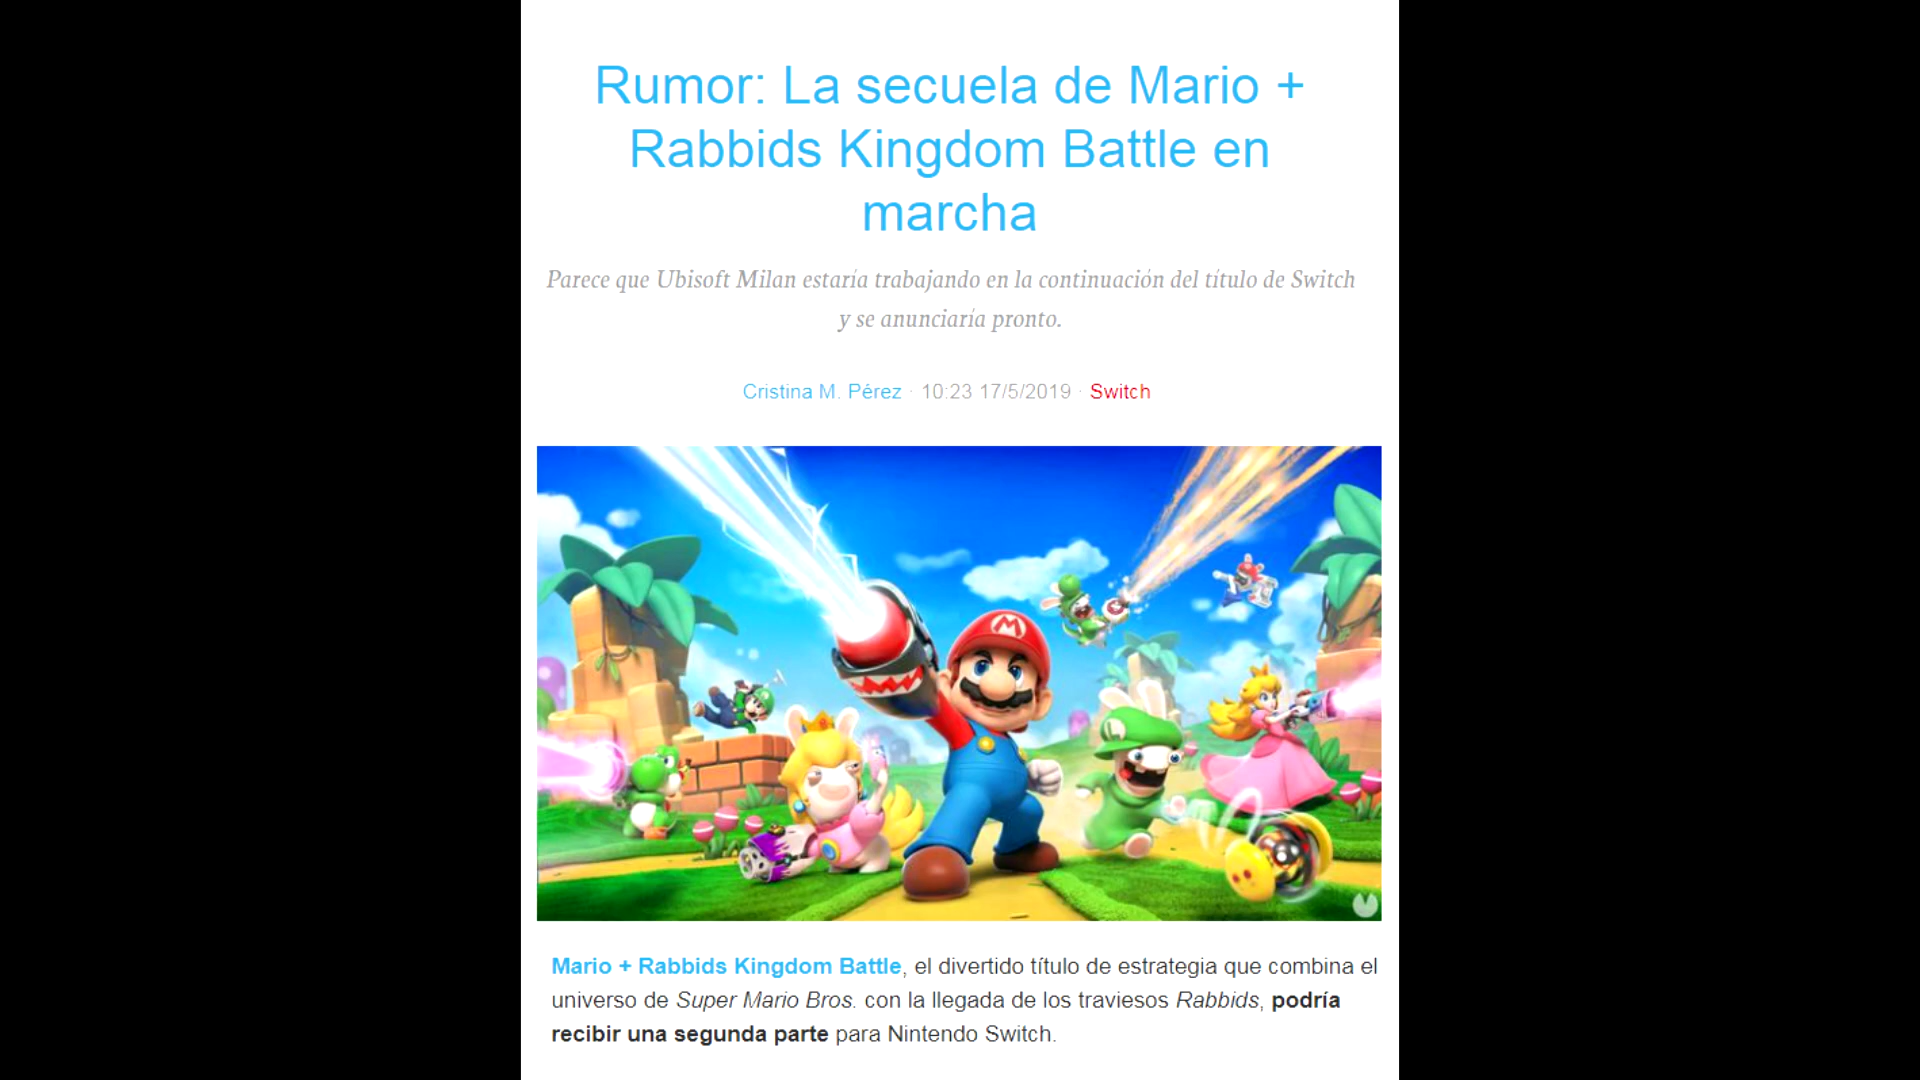 Rumor: La secuela de Mario +
Rabbids Kingdom Battle en
marcha
Parece que Ubisoft Milan estaría trabajando en la continuación del título de Switch
y se anunciaría pronto.
Cristina M. Pérez · 10:23 17/5/2019 · Switch
M
L
Mario + Rabbids Kingdom Battle, el divertido título de estrategia que combina el
universo de Super Mario Bros. con la llegada de los traviesos Rabbids, podría
recibir una segunda parte para Nintendo Switch.